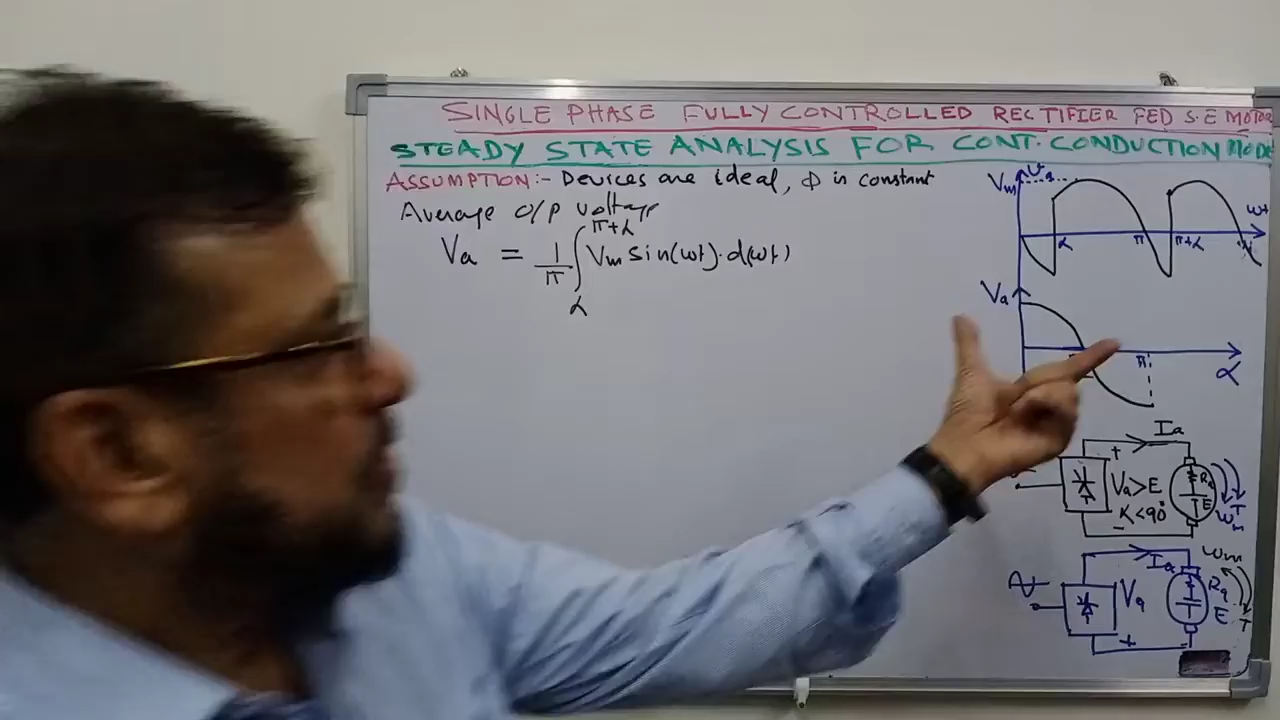 SINGLE PHASE FULLY CONTROLLED RECTIFIER FED S.E MOTOR
STEADY STATE ANALYSIS FOR CONT. CONDUCTION MODE
ASSUMPTION:- Devices are ideal, Φ is constant
Average O/P voltage
Va = 1/π ∫ α π+α Vm sin(ωt).d(ωt)
Vm va
ωt
α π π+α
Va
π
α
Ia
+
Va>E
α<90°
-
Ra
E
ωm T
Ia
Va
+
Ra
E
ωm
T